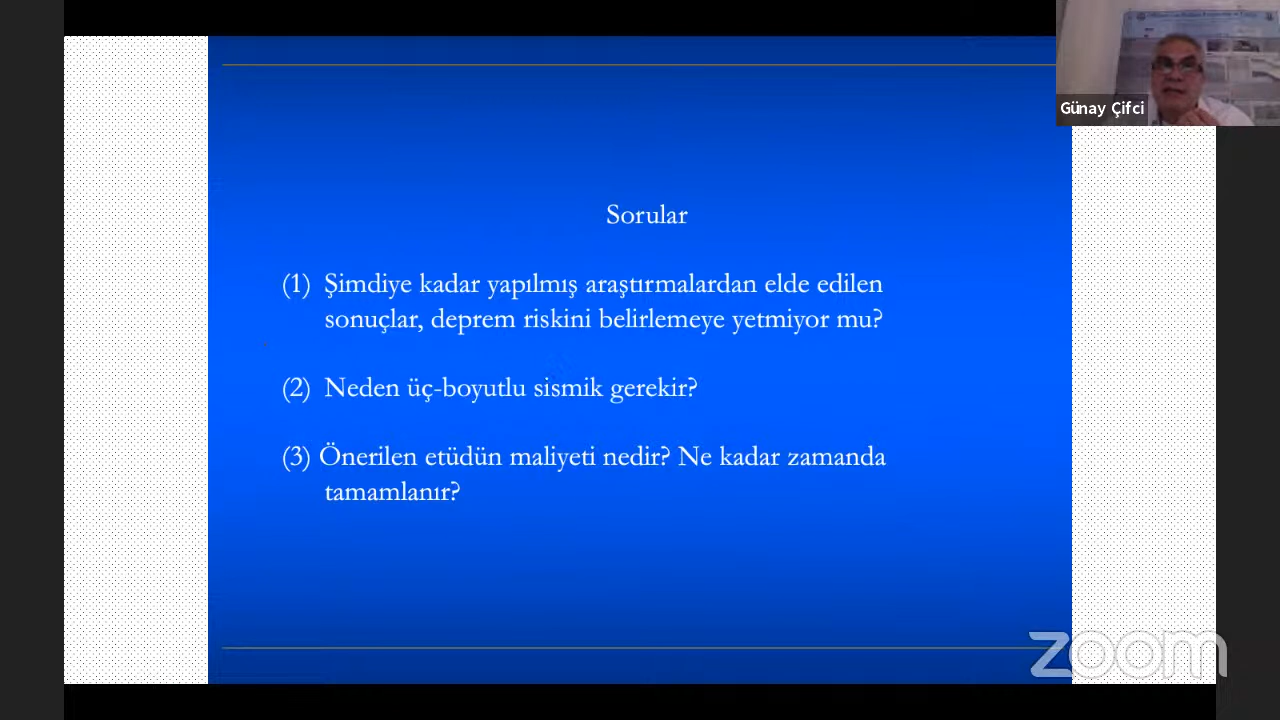 Günay Çifci
Sorular
(1) Şimdiye kadar yapılmış araştırmalardan elde edilen
sonuçlar, deprem riskini belirlemeye yetmiyor mu?
(2) Neden üç-boyutlu sismik gerekir?
(3) Önerilen etüdün maliyeti nedir? Ne kadar zamanda
tamamlanır?
zoom